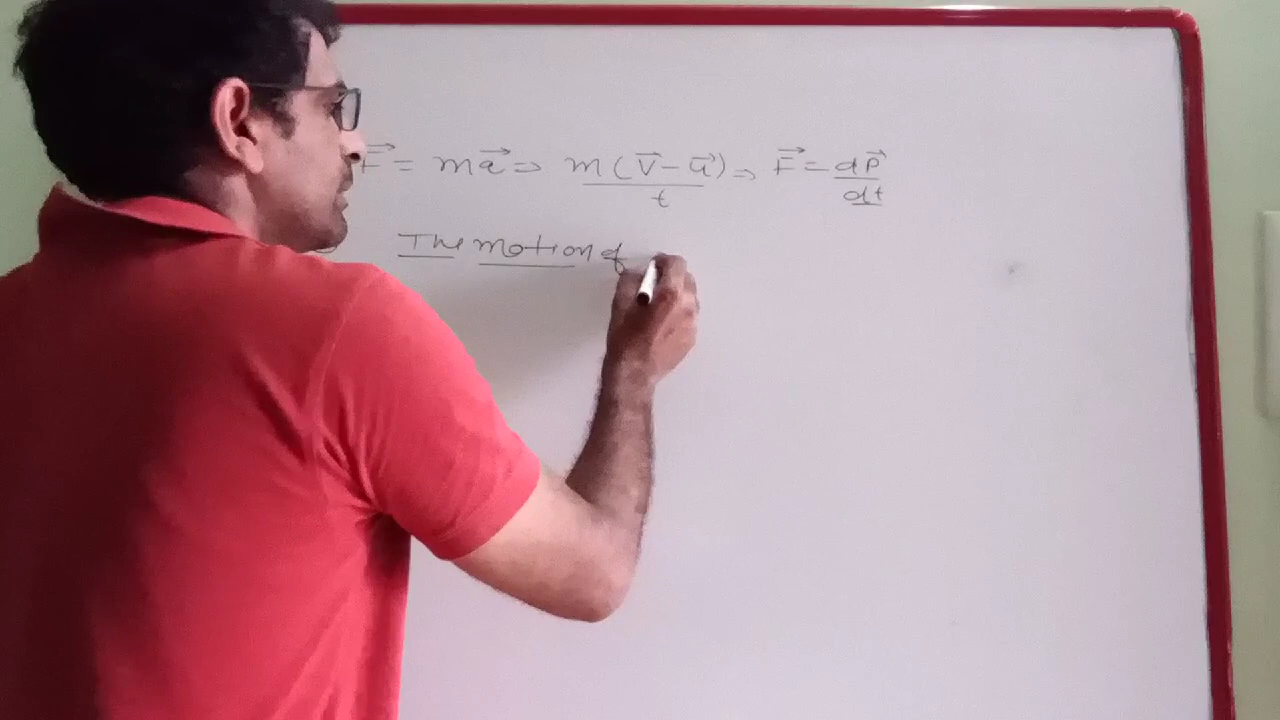 F⃗ = ma⃗ ⇒ m(v⃗ - u⃗)/t ⇒ F⃗ = dP⃗/dt
The motion of